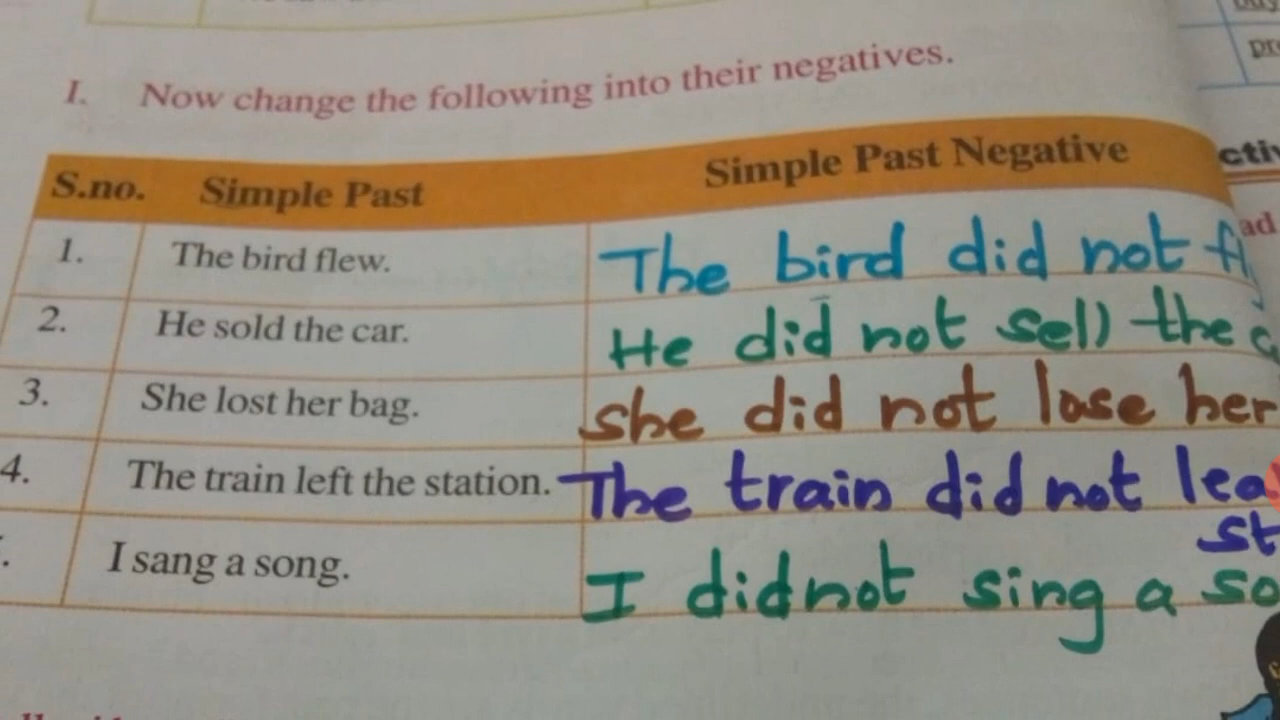 I. Now change the following into their negatives.
S.no. Simple Past Simple Past Negative
1. The bird flew. The bird did not
2. He sold the car. He did not sell the
3. She lost her bag. She did not lose her
4. The train left the station. The train did not
I sang a song. I did not sing a